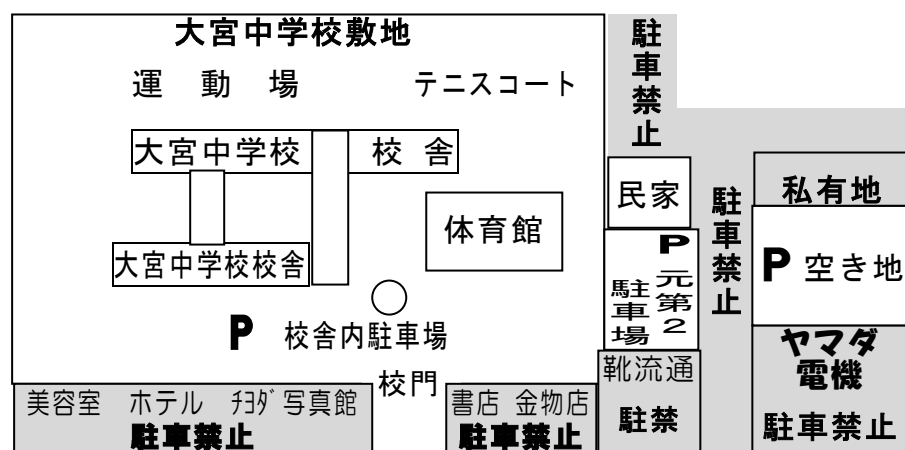 大宮中学校敷地
運動場
テニスコート
大宮中学校 校舎
体育館
大宮中学校校舎
P 校舎内駐車場
校門
美容室 ホテル ﾁﾖﾀﾞ写真館
駐車禁止
書店 金物店
駐車禁止
駐車禁止
民家
P
元第2
駐車場
靴流通
駐禁
駐車禁止
私有地
P 空き地
ヤマダ
電機
駐車禁止